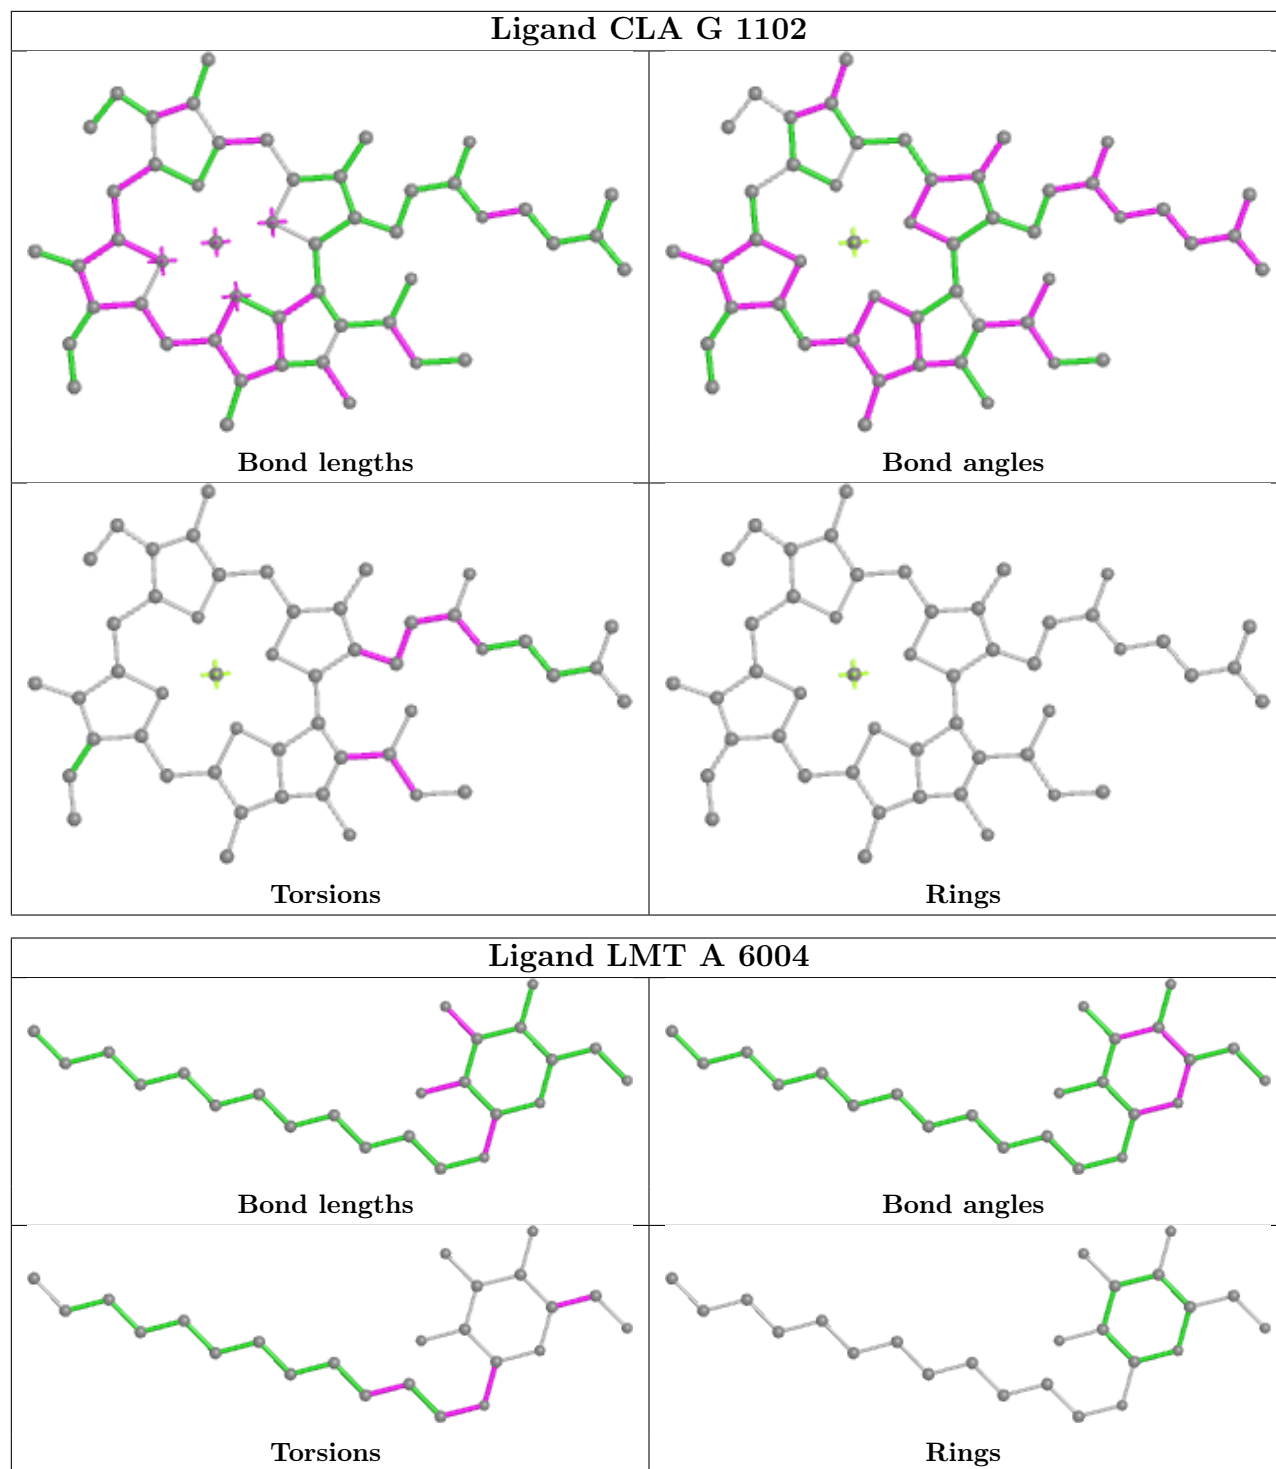 Ligand CLA G 1102
Bond lengths
Bond angles
Torsions
Rings
Ligand LMT A 6004
Bond lengths
Bond angles
Torsions
Rings